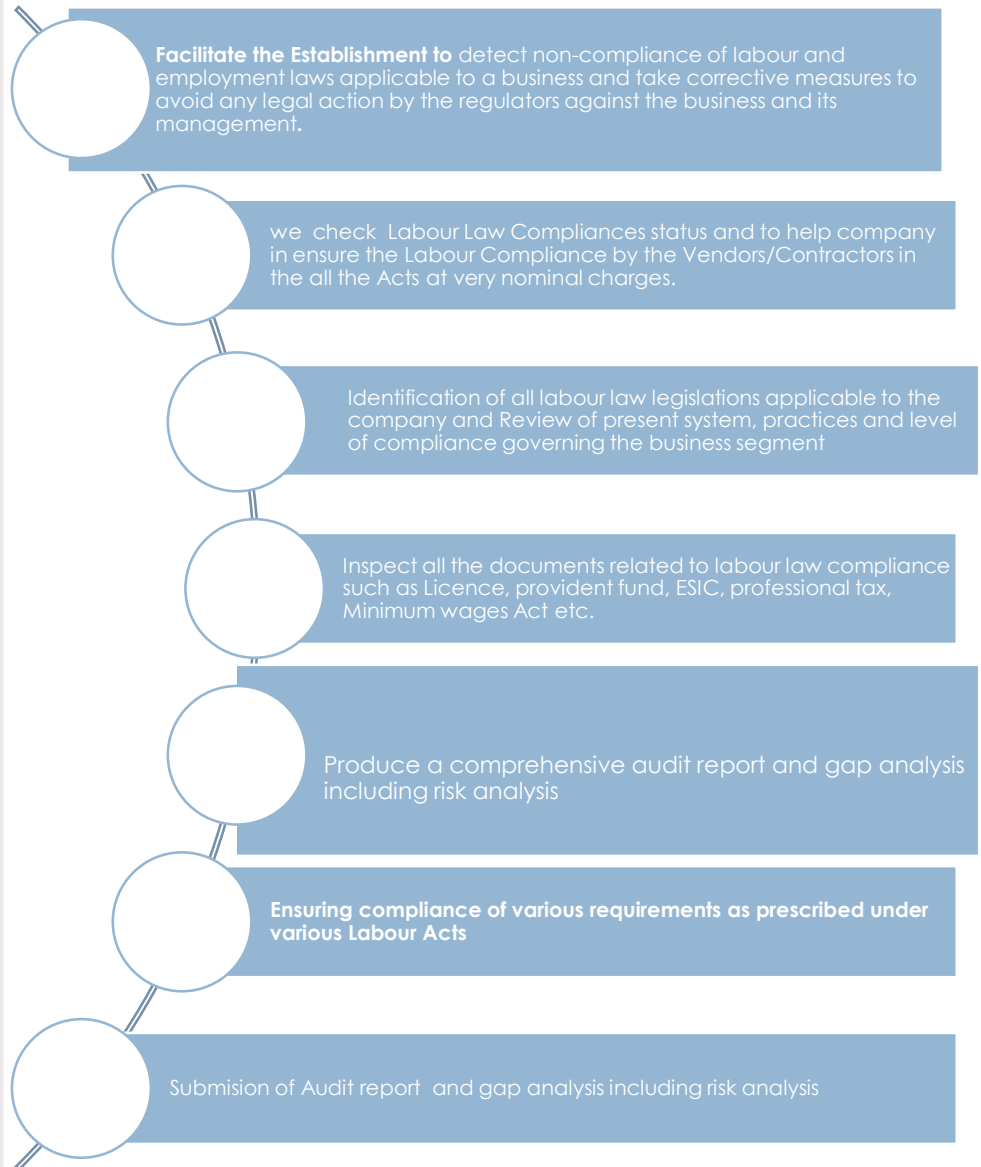 Facilitate the Establishment to detect non-compliance of labour and
employment laws applicable to a business and take corrective measures to
avoid any legal action by the regulators against the business and its
management.
we check Labour Law Compliances status and to help company
in ensure the Labour Compliance by the Vendors/Contractors in
the all the Acts at very nominal charges.
Identification of all labour law legislations applicable to the
company and Review of present system, practices and level
of compliance governing the business segment
Inspect all the documents related to labour law compliance
such as Licence, provident fund, ESIC, professional tax,
Minimum wages Act etc.
Produce a comprehensive audit report and gap analysis
including risk analysis
Ensuring compliance of various requirements as prescribed under
various Labour Acts
Submision of Audit report and gap analysis including risk analysis